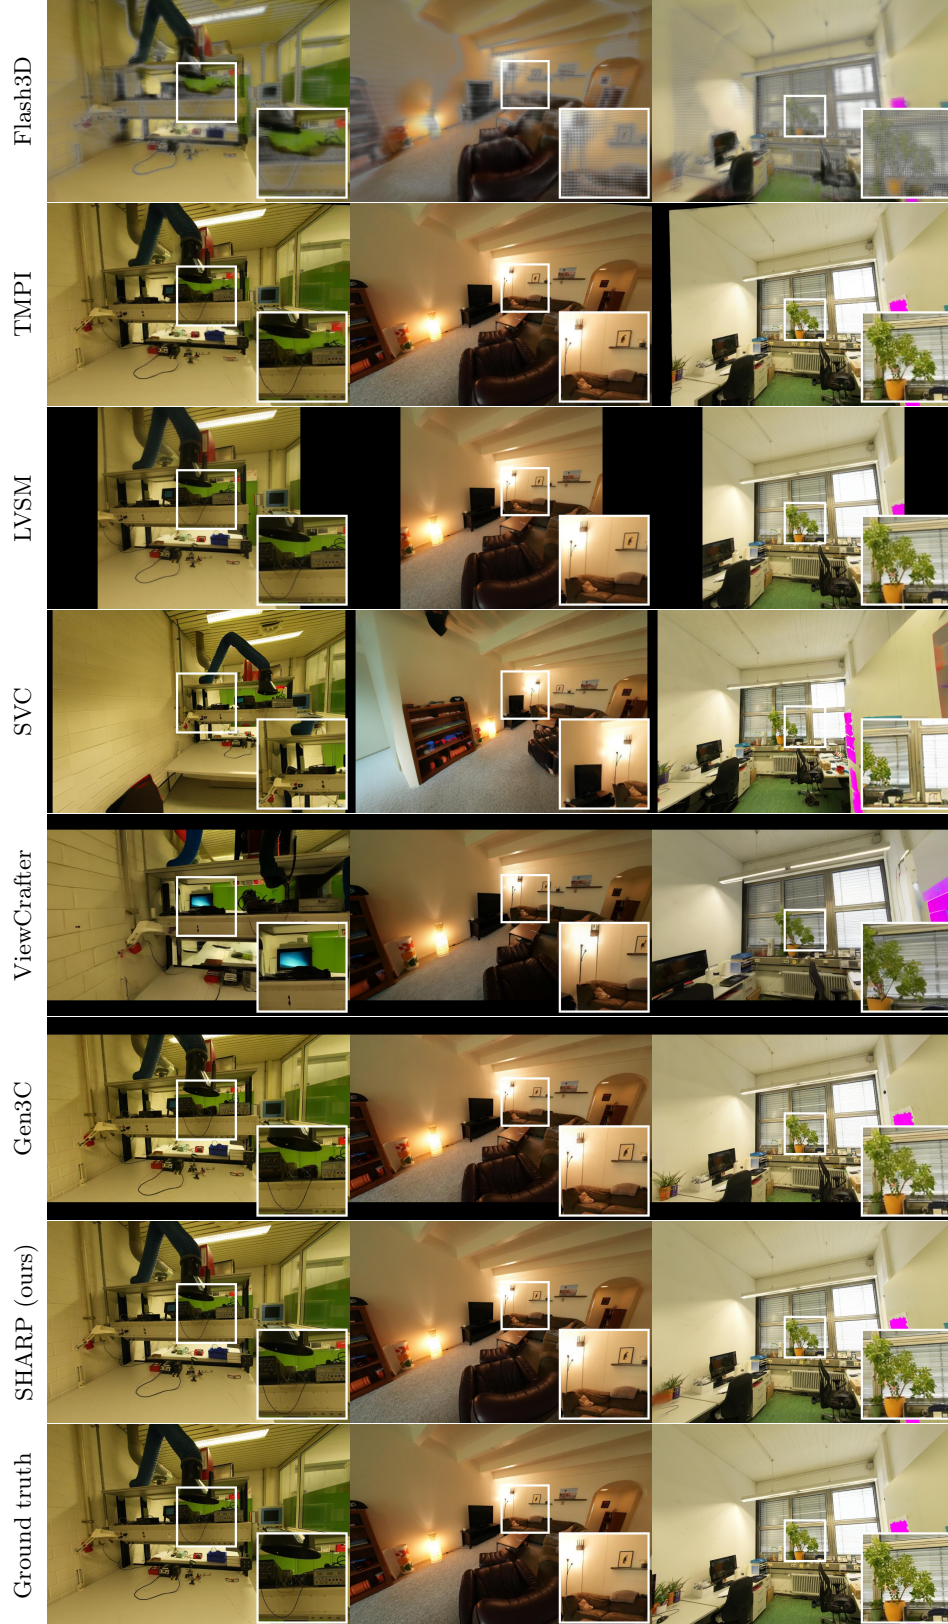 Flash3D
TMPI
LVSM
SVC
ViewCrafter
Gen3C
SHARP (ours)
Ground truth